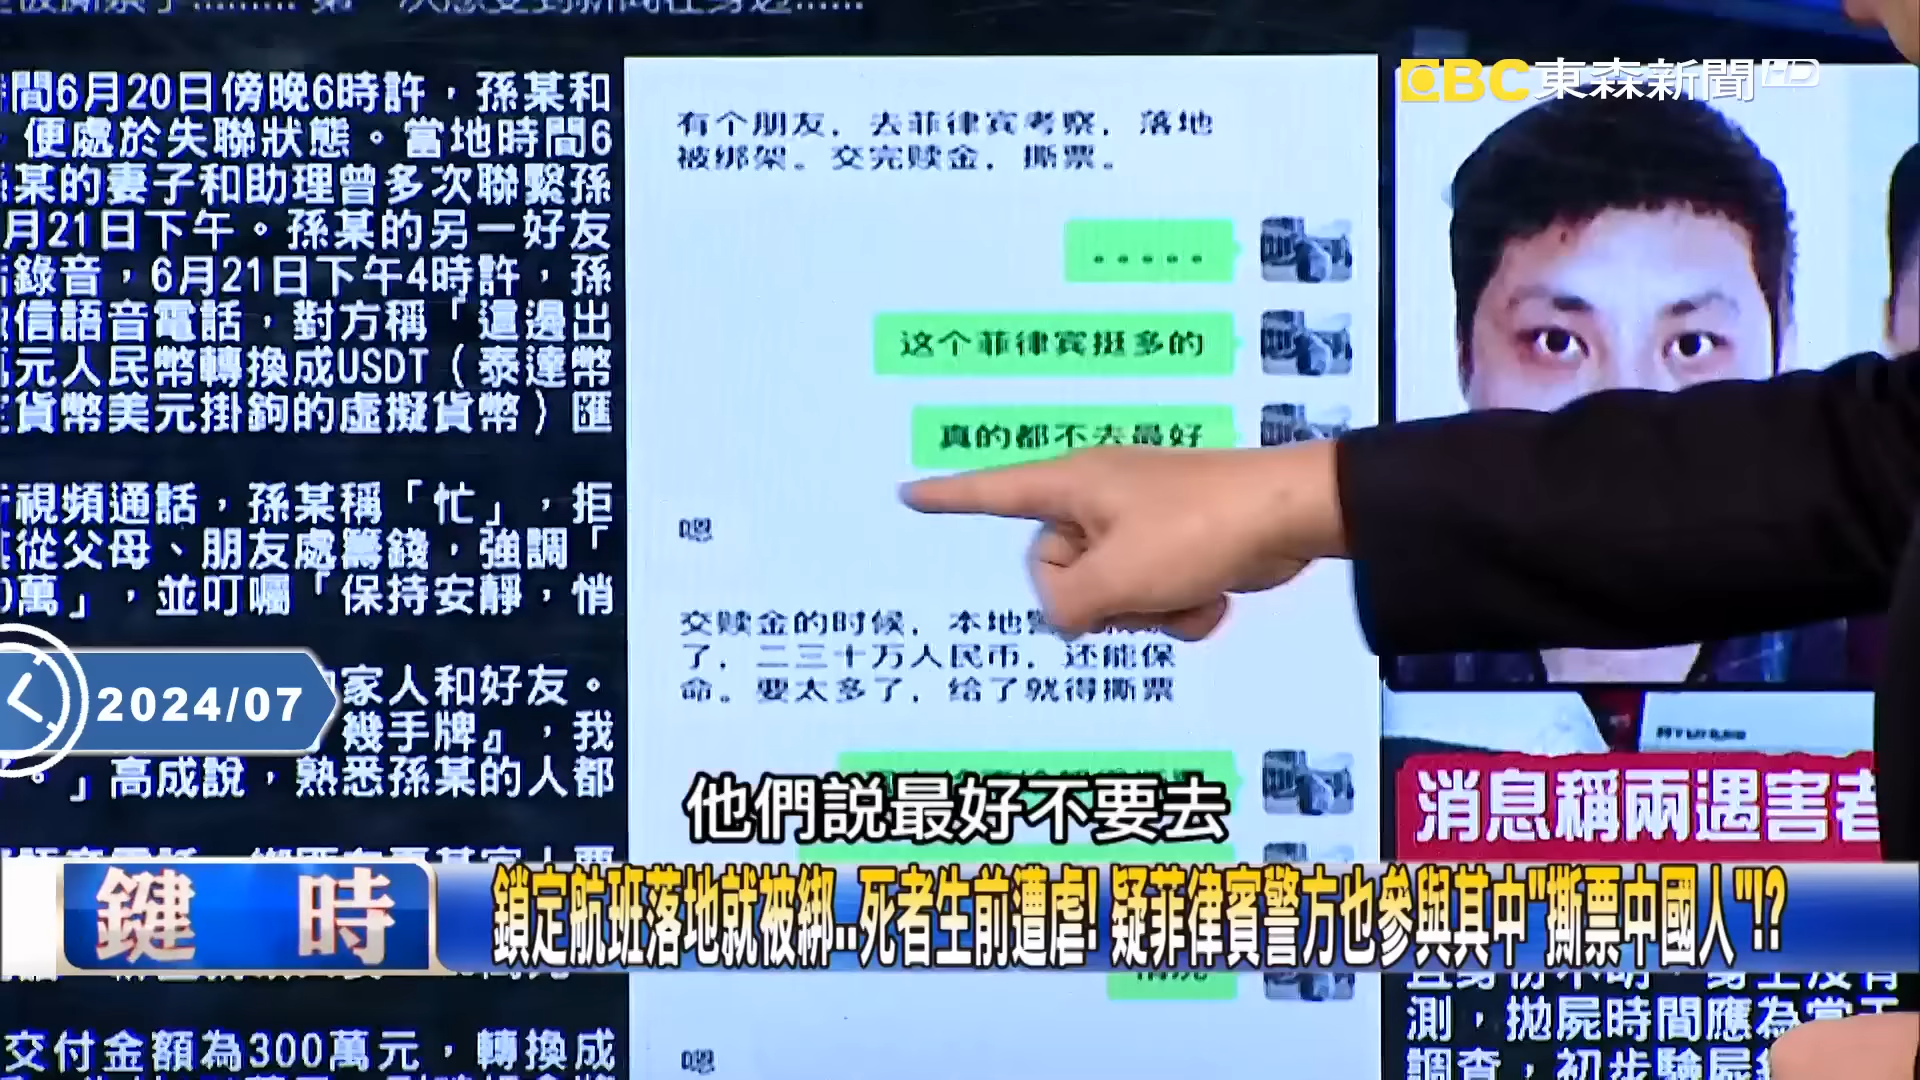 間6月20日傍晚6時許，孫某和
便處於失聯狀態。當地時間6
某的妻子和助理曾多次聯繫孫
月21日下午。孫某的另一好友
錄音，6月21日下午4時許，孫
信語音電話，對方稱「這邊出
元人民幣轉換成USDT（泰達幣
貨幣美元掛鉤的虛擬貨幣）匯
視頻通話，孫某稱「忙」，拒
從父母、朋友處籌錢，強調「
0萬」，並叮囑「保持安靜，悄
家人和好友。
幾手牌』，我
。」高成說，熟悉孫某的人都
交付金額為300萬元，轉換成
2024/07
有个朋友，去菲律宾考察，落地
被绑架。交完赎金，撕票。
.....
这个菲律宾挺多的
真的都不去最好
嗯
交赎金的时候，本地
了，二三十万人民币，还能保
命。要太多了，给了就得撕票
嗯
EBC東森新聞HD
消息稱兩遇害者
測，拋屍時間應為當天
調查，初步驗屍
他們說最好不要去
鍵 時
鎖定航班落地就被綁..死者生前遭虐! 疑菲律賓警方也參與其中"撕票中國人"!?